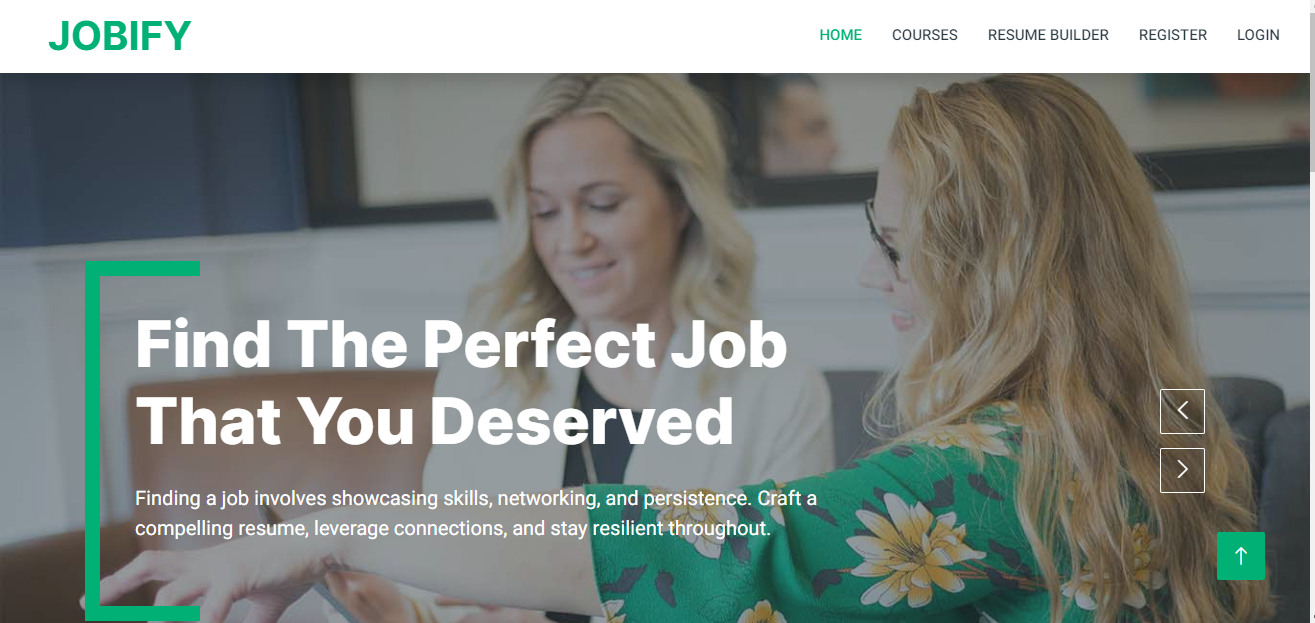 JOBIFY
HOME COURSES RESUME BUILDER REGISTER LOGIN
Find The Perfect Job
That You Deserved
Finding a job involves showcasing skills, networking, and persistence. Craft a
compelling resume, leverage connections, and stay resilient throughout.